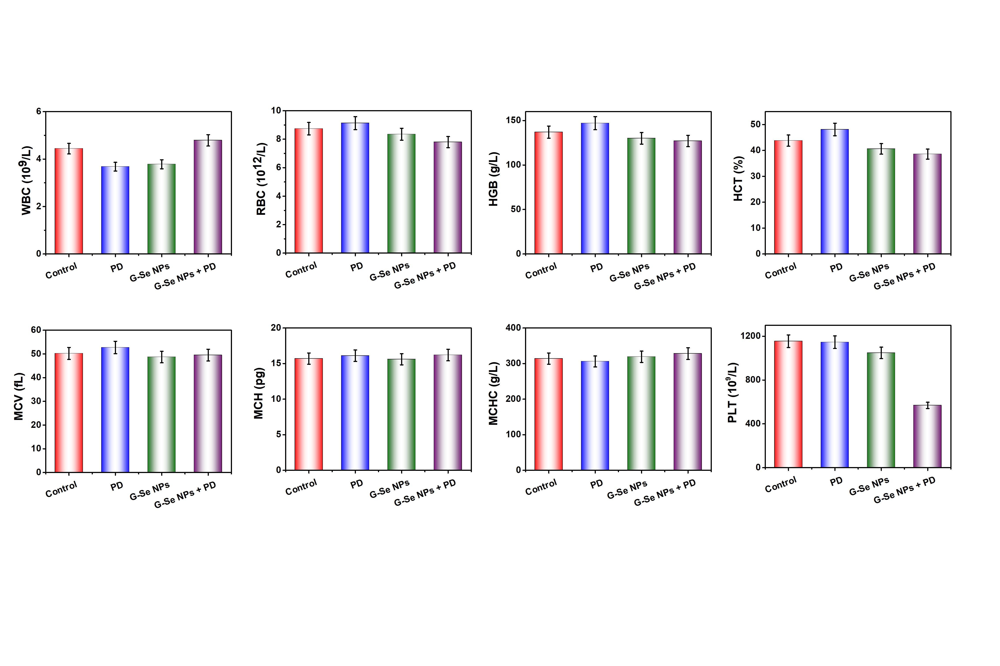 WBC (10⁹/L)
6
4
2
0
Control
PD
G-Se NPs
G-Se NPs + PD
RBC (10¹²/L)
10
8
6
4
2
0
Control
PD
G-Se NPs
G-Se NPs + PD
HGB (g/L)
150
100
50
0
Control
PD
G-Se NPs
G-Se NPs + PD
HCT (%)
50
40
30
20
10
0
Control
PD
G-Se NPs
G-Se NPs + PD
MCV (fL)
60
50
40
30
20
10
0
Control
PD
G-Se NPs
G-Se NPs + PD
MCH (pg)
20
15
10
5
0
Control
PD
G-Se NPs
G-Se NPs + PD
MCHC (g/L)
400
300
200
100
0
Control
PD
G-Se NPs
G-Se NPs + PD
PLT (10⁹/L)
1200
800
400
0
Control
PD
G-Se NPs
G-Se NPs + PD